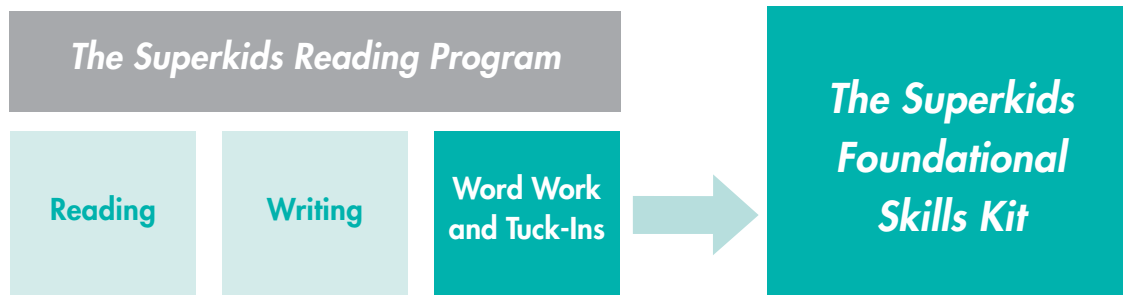 The Superkids Reading Program
Reading
Writing
Word Work
and Tuck-Ins
The Superkids
Foundational
Skills Kit